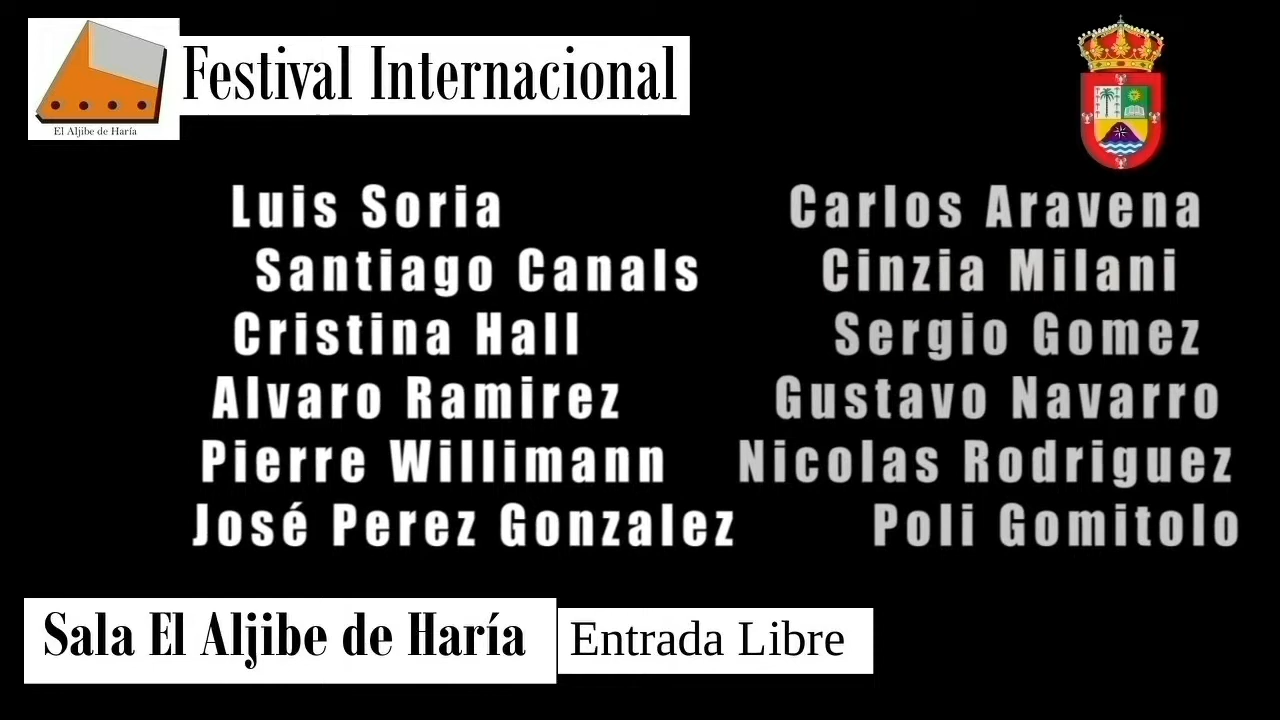 Festival Internacional
El Aljibe de Haría
Luis Soria
Santiago Canals
Cristina Hall
Alvaro Ramirez
Pierre Willimann
José Perez Gonzalez
Carlos Aravena
Cinzia Milani
Sergio Gomez
Gustavo Navarro
Nicolas Rodriguez
Poli Gomitolo
Sala El Aljibe de Haría
Entrada Libre